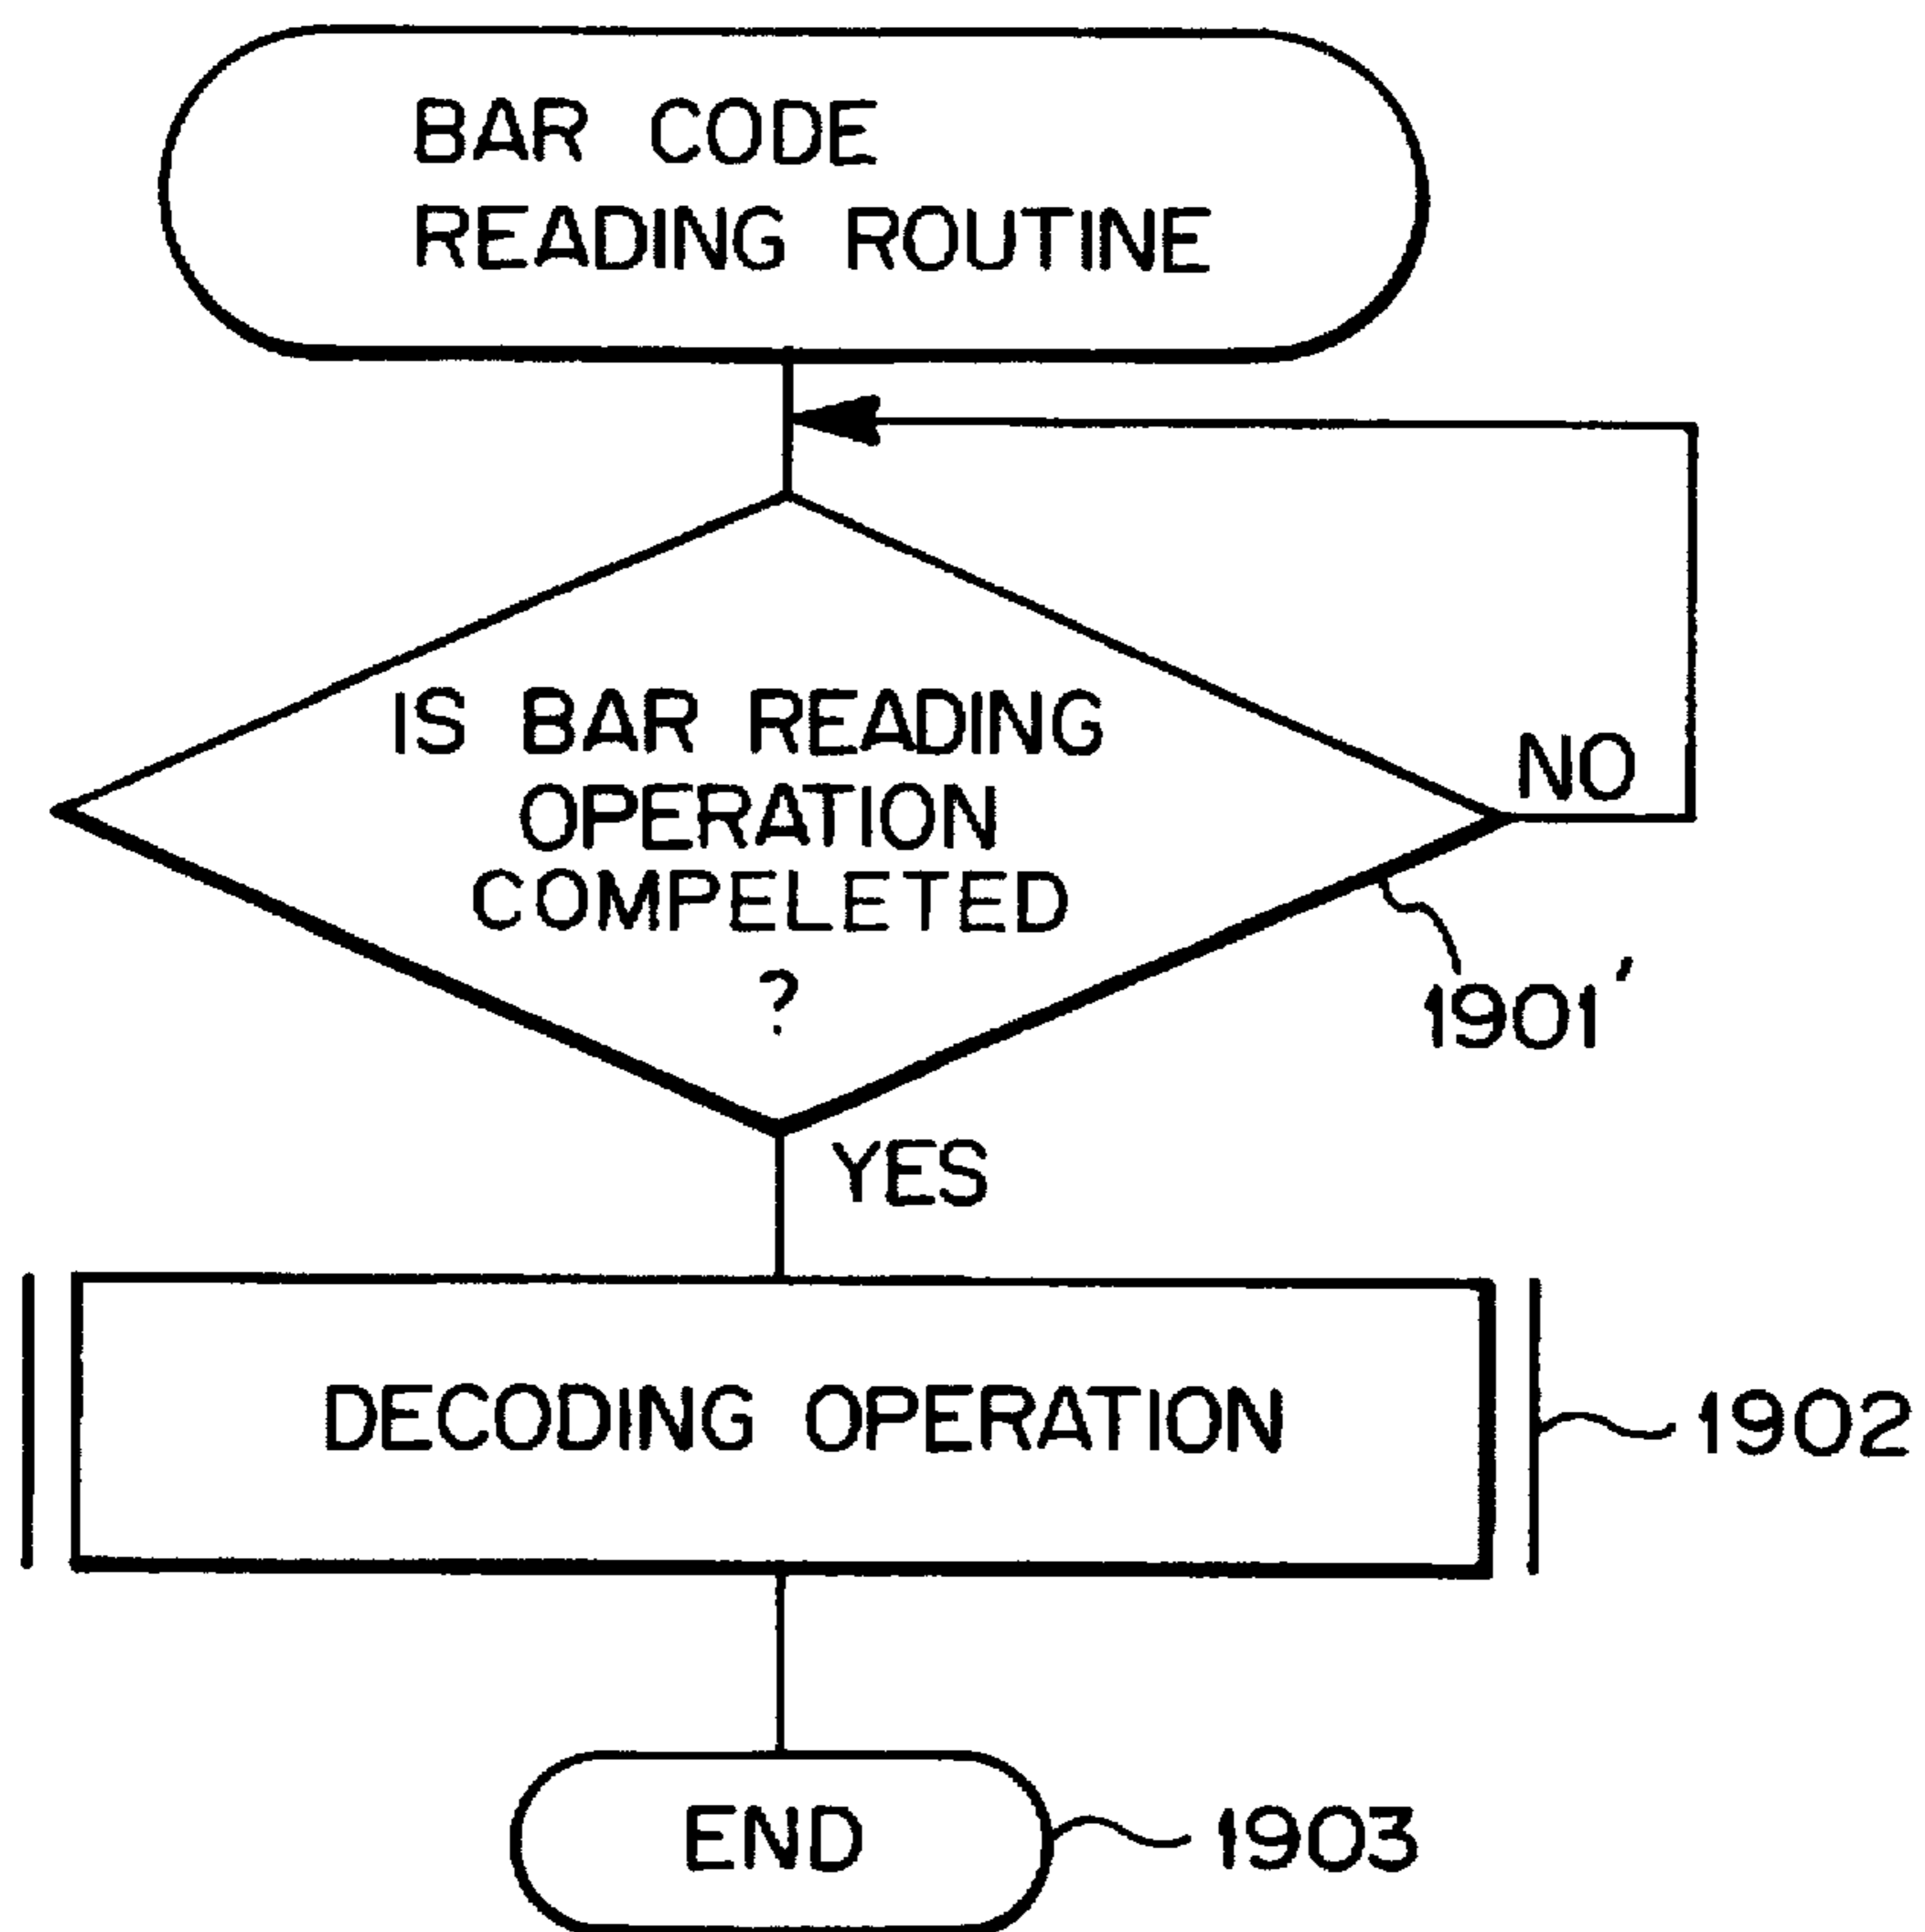 BAR CODE
READING ROUTINE
IS BAR READING
OPERATION
COMPELETED
?
NO
1901'
YES
DECODING OPERATION
1902
END
1903